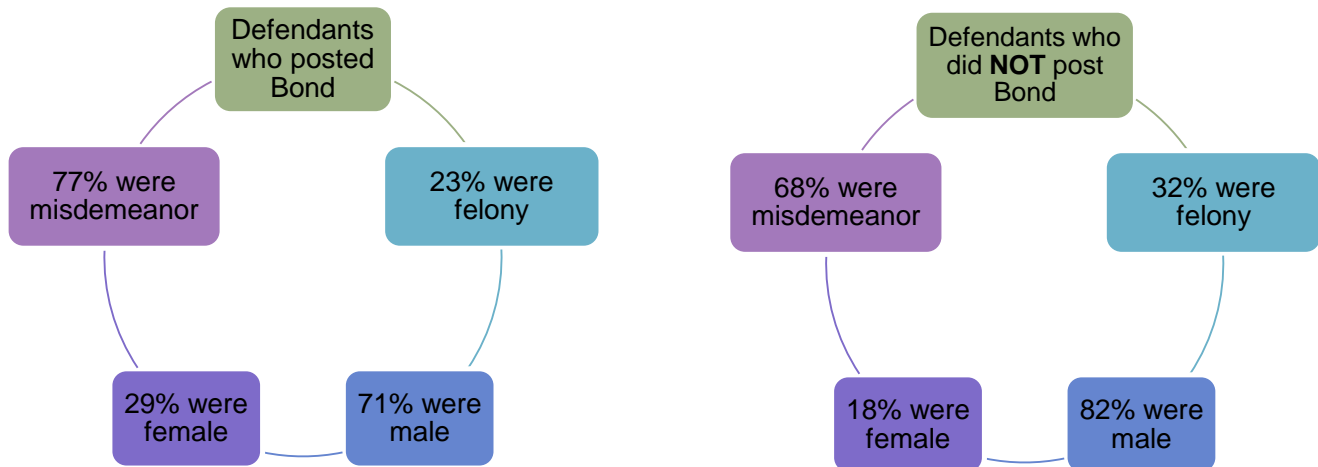 Defendants
who posted
Bond
77% were
misdemeanor
23% were
felony
29% were
female
71% were
male
Defendants who
did NOT post
Bond
68% were
misdemeanor
32% were
felony
18% were
female
82% were
male